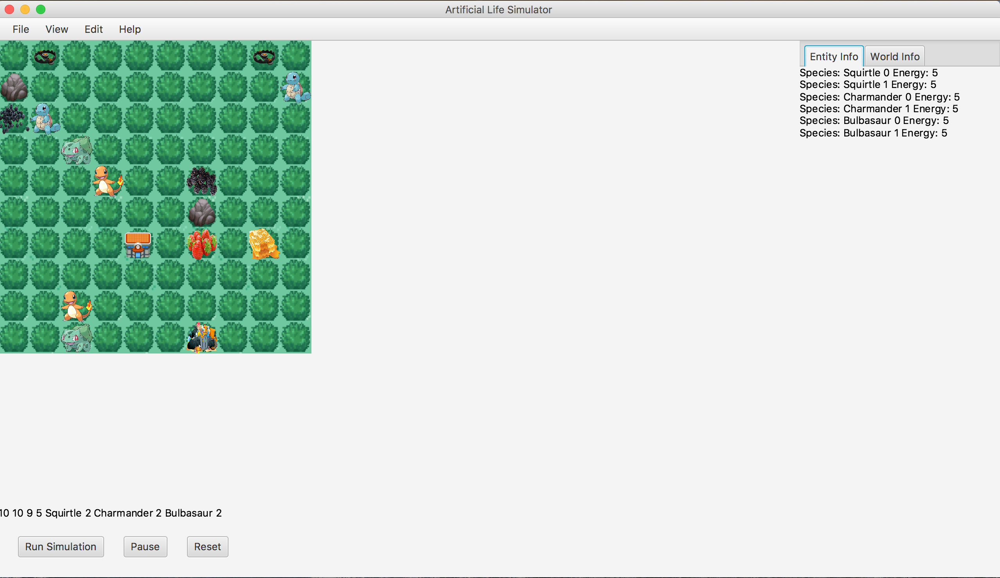 Artificial Life Simulator
File View Edit Help
Entity Info World Info
Species: Squirtle 0 Energy: 5
Species: Squirtle 1 Energy: 5
Species: Charmander 0 Energy: 5
Species: Charmander 1 Energy: 5
Species: Bulbasaur 0 Energy: 5
Species: Bulbasaur 1 Energy: 5
10 10 9 5 Squirtle 2 Charmander 2 Bulbasaur 2
Run Simulation Pause Reset